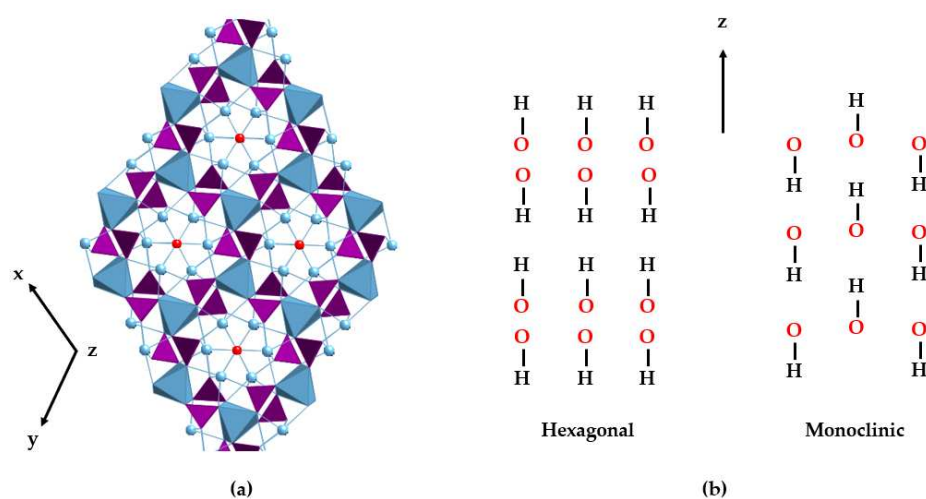 x
z
y
(a)
z
H H H
O O O
O O O
H H H
H H H
O O O
O O O
H H H
Hexagonal
H
O O O
H H H
O O O
H H H
O O O
H H
Monoclinic
(b)